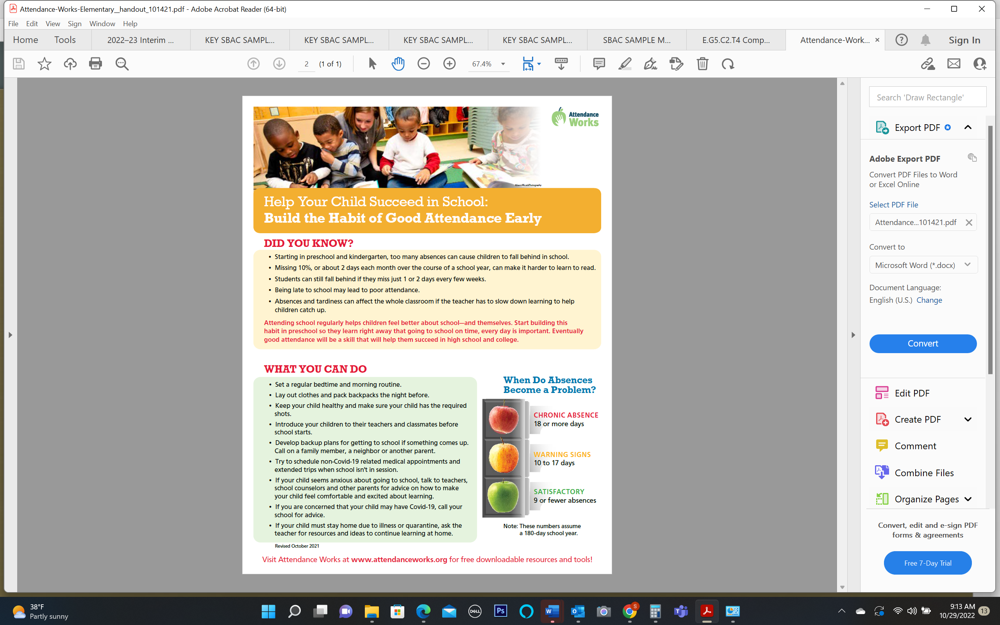 Attendance-Works-Elementary_handout_101421.pdf - Adobe Acrobat Reader (64-bit)
File Edit View Sign Window Help
Home Tools 2022–23 Interim ... KEY SBAC SAMPL... KEY SBAC SAMPL... KEY SBAC SAMPL... KEY SBAC SAMPL... SBAC SAMPLE M... E.G5.C2.T4 Comp... Attendance-Work... Sign In
2 (1 of 1) 67.4%
Attendance
Works
Help Your Child Succeed in School:
Build the Habit of Good Attendance Early
DID YOU KNOW?
• Starting in preschool and kindergarten, too many absences can cause children to fall behind in school.
• Missing 10%, or about 2 days each month over the course of a school year, can make it harder to learn to read.
• Students can still fall behind if they miss just 1 or 2 days every few weeks.
• Being late to school may lead to poor attendance.
• Absences and tardiness can affect the whole classroom if the teacher has to slow down learning to help
children catch up.
Attending school regularly helps children feel better about school—and themselves. Start building this
habit in preschool so they learn right away that going to school on time, every day is important. Eventually
good attendance will be a skill that will help them succeed in high school and college.
WHAT YOU CAN DO
• Set a regular bedtime and morning routine.
• Lay out clothes and pack backpacks the night before.
• Keep your child healthy and make sure your child has the required
shots.
• Introduce your children to their teachers and classmates before
school starts.
• Develop backup plans for getting to school if something comes up.
Call on a family member, a neighbor or another parent.
• Try to schedule non-Covid-19 related medical appointments and
extended trips when school isn't in session.
• If your child seems anxious about going to school, talk to teachers,
school counselors and other parents for advice on how to make
your child feel comfortable and excited about learning.
• If you are concerned that your child may have Covid-19, call your
school for advice.
• If your child must stay home due to illness or quarantine, ask the
teacher for resources and ideas to continue learning at home.
Revised October 2021
When Do Absences
Become a Problem?
CHRONIC ABSENCE
18 or more days
WARNING SIGNS
10 to 17 days
SATISFACTORY
9 or fewer absences
Note: These numbers assume
a 180-day school year.
Visit Attendance Works at www.attendanceworks.org for free downloadable resources and tools!
Search 'Draw Rectangle'
Export PDF
Adobe Export PDF
Convert PDF Files to Word
or Excel Online
Select PDF File
Attendance...101421.pdf
Convert to
Microsoft Word (*.docx)
Document Language:
English (U.S.) Change
Convert
Edit PDF
Create PDF
Comment
Combine Files
Organize Pages
Convert, edit and e-sign PDF
forms & agreements
Free 7-Day Trial
38°F
Partly sunny
DELL
Ps
W
O
S
9:13 AM
10/29/2022
13